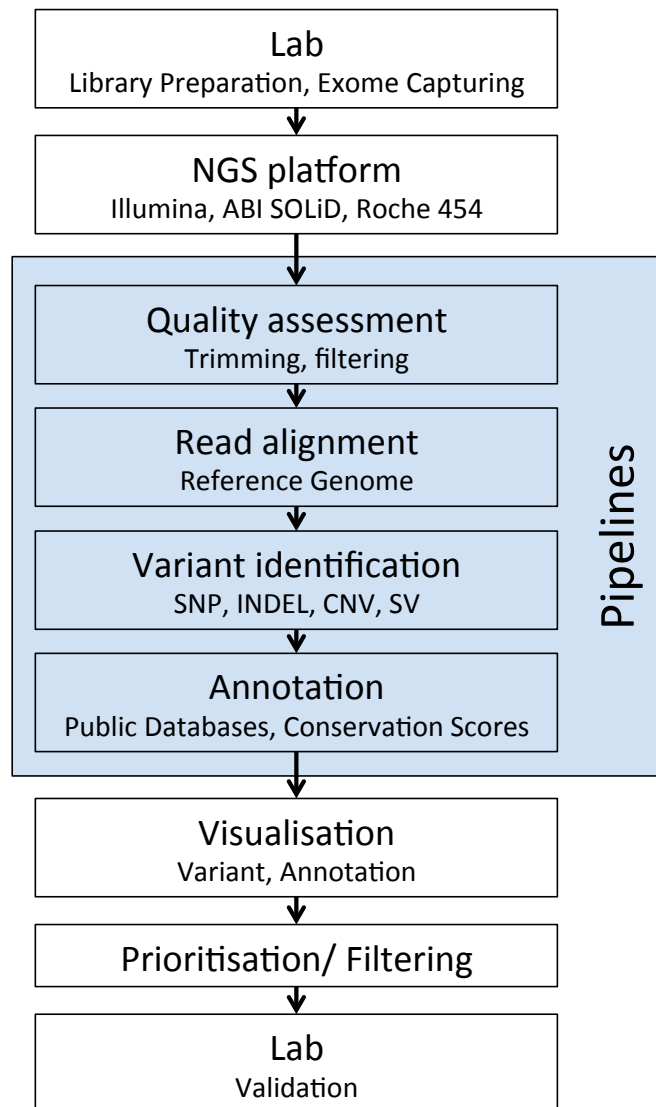 Lab
Library Preparation, Exome Capturing
NGS platform
Illumina, ABI SOLiD, Roche 454
Quality assessment
Trimming, filtering
Read alignment
Reference Genome
Variant identification
SNP, INDEL, CNV, SV
Annotation
Public Databases, Conservation Scores
Pipelines
Visualisation
Variant, Annotation
Prioritisation/ Filtering
Lab
Validation